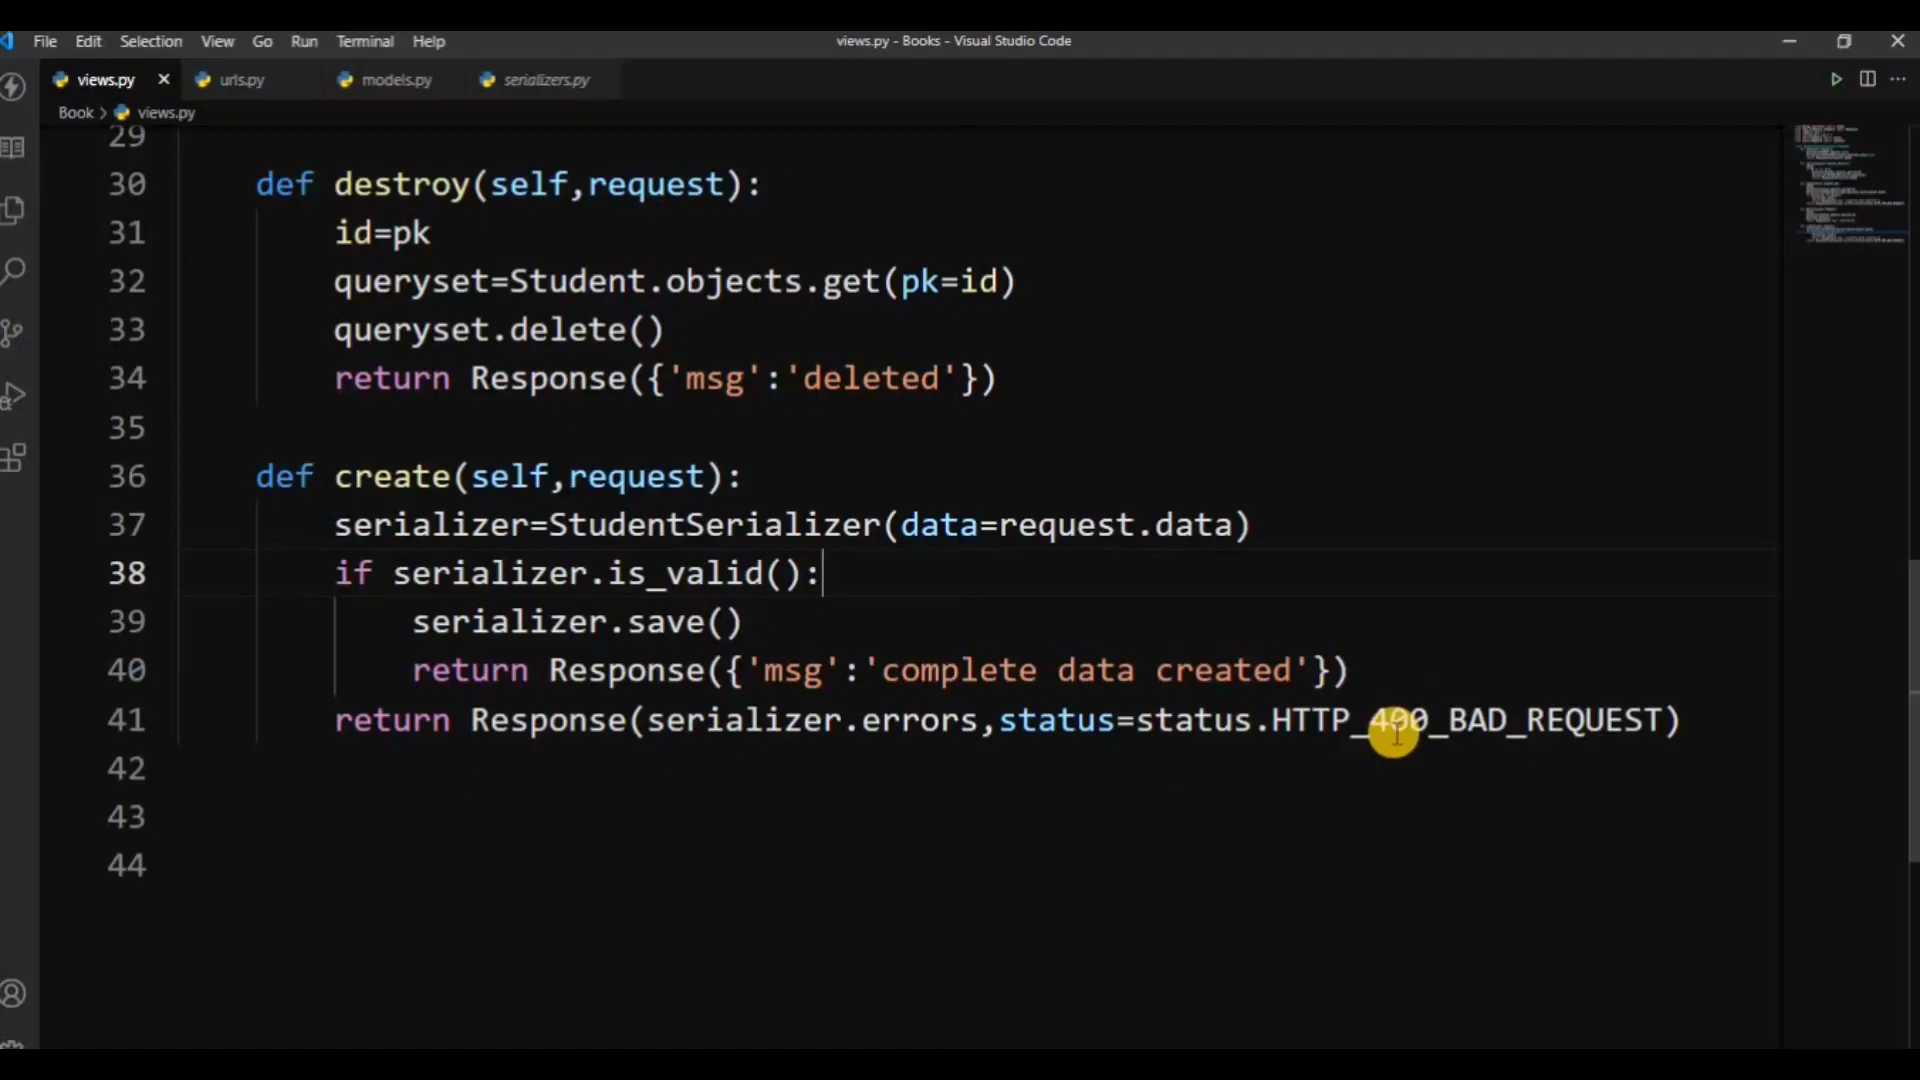 File Edit Selection View Go Run Terminal Help views.py - Books - Visual Studio Code
views.py urls.py models.py serializers.py
Book > views.py
29
30 def destroy(self,request):
31 id=pk
32 queryset=Student.objects.get(pk=id)
33 queryset.delete()
34 return Response({'msg':'deleted'})
35
36 def create(self,request):
37 serializer=StudentSerializer(data=request.data)
38 if serializer.is_valid():
39 serializer.save()
40 return Response({'msg':'complete data created'})
41 return Response(serializer.errors,status=status.HTTP_400_BAD_REQUEST)
42
43
44